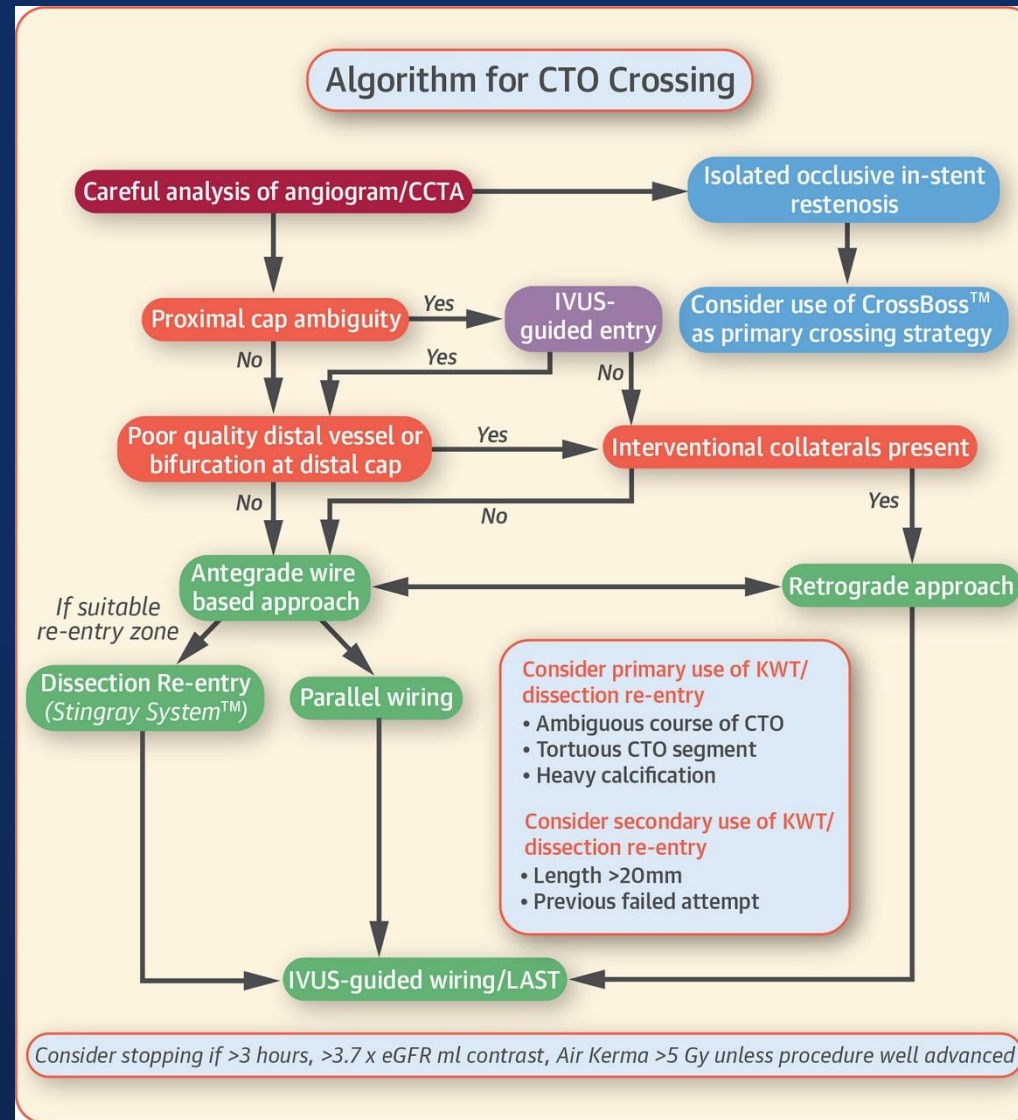 Algorithm for CTO Crossing
Careful analysis of angiogram/CCTA
Isolated occlusive in-stent
restenosis
Proximal cap ambiguity
Yes
IVUS-
guided entry
Consider use of CrossBoss™
as primary crossing strategy
No
Yes
No
Poor quality distal vessel or
bifurcation at distal cap
Yes
Interventional collaterals present
No
No
Yes
Antegrade wire
based approach
Retrograde approach
If suitable
re-entry zone
Dissection Re-entry
(Stingray System™)
Parallel wiring
Consider primary use of KWT/
dissection re-entry
• Ambiguous course of CTO
• Tortuous CTO segment
• Heavy calcification
Consider secondary use of KWT/
dissection re-entry
• Length >20mm
• Previous failed attempt
IVUS-guided wiring/LAST
Consider stopping if >3 hours, >3.7 x eGFR ml contrast, Air Kerma >5 Gy unless procedure well advanced